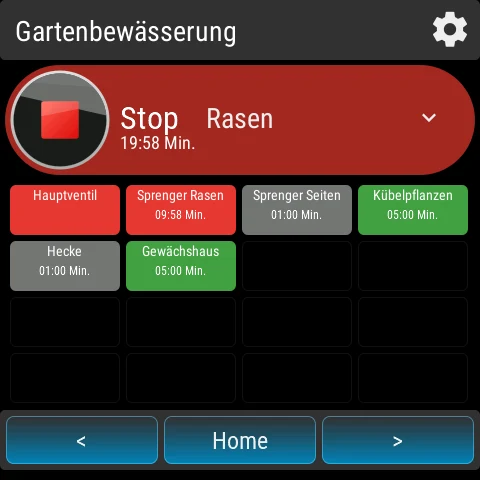 Gartenbewässerung
Stop Rasen
19:58 Min.
Hauptventil
Sprenger Rasen
09:58 Min.
Sprenger Seiten
01:00 Min.
Kübelpflanzen
05:00 Min.
Hecke
01:00 Min.
Gewächshaus
05:00 Min.
< Home >